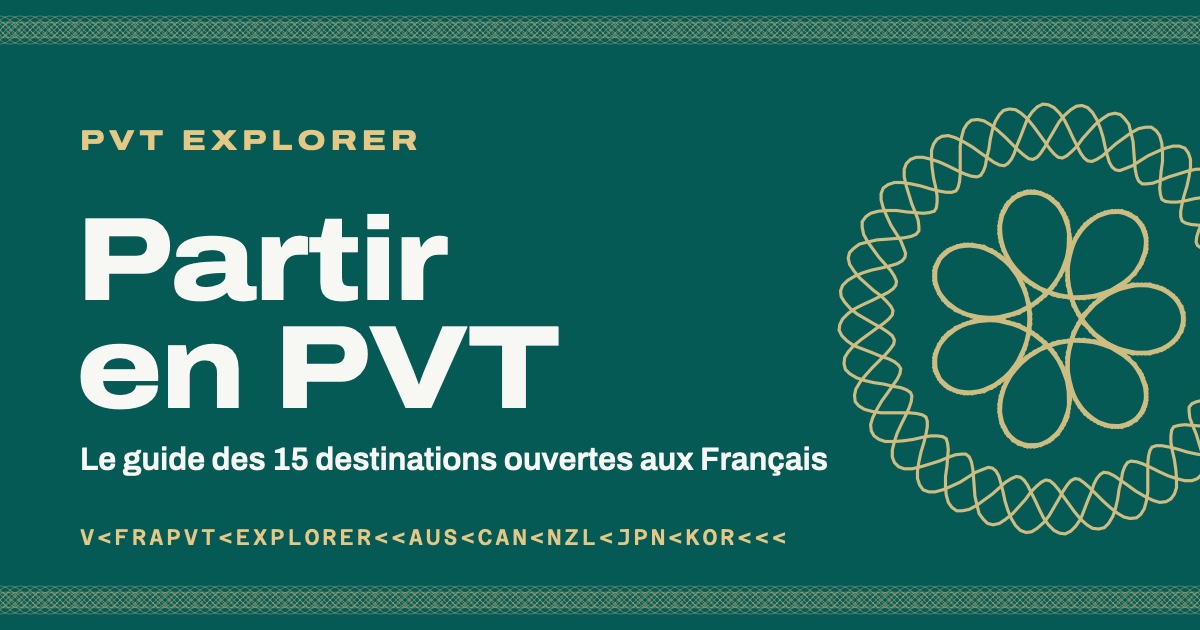 PVT EXPLORER
Partir
en PVT
Le guide des 15 destinations ouvertes aux Français
V<FRAPVT<EXPLORER<<AUS<CAN<NZL<JPN<KOR<<<